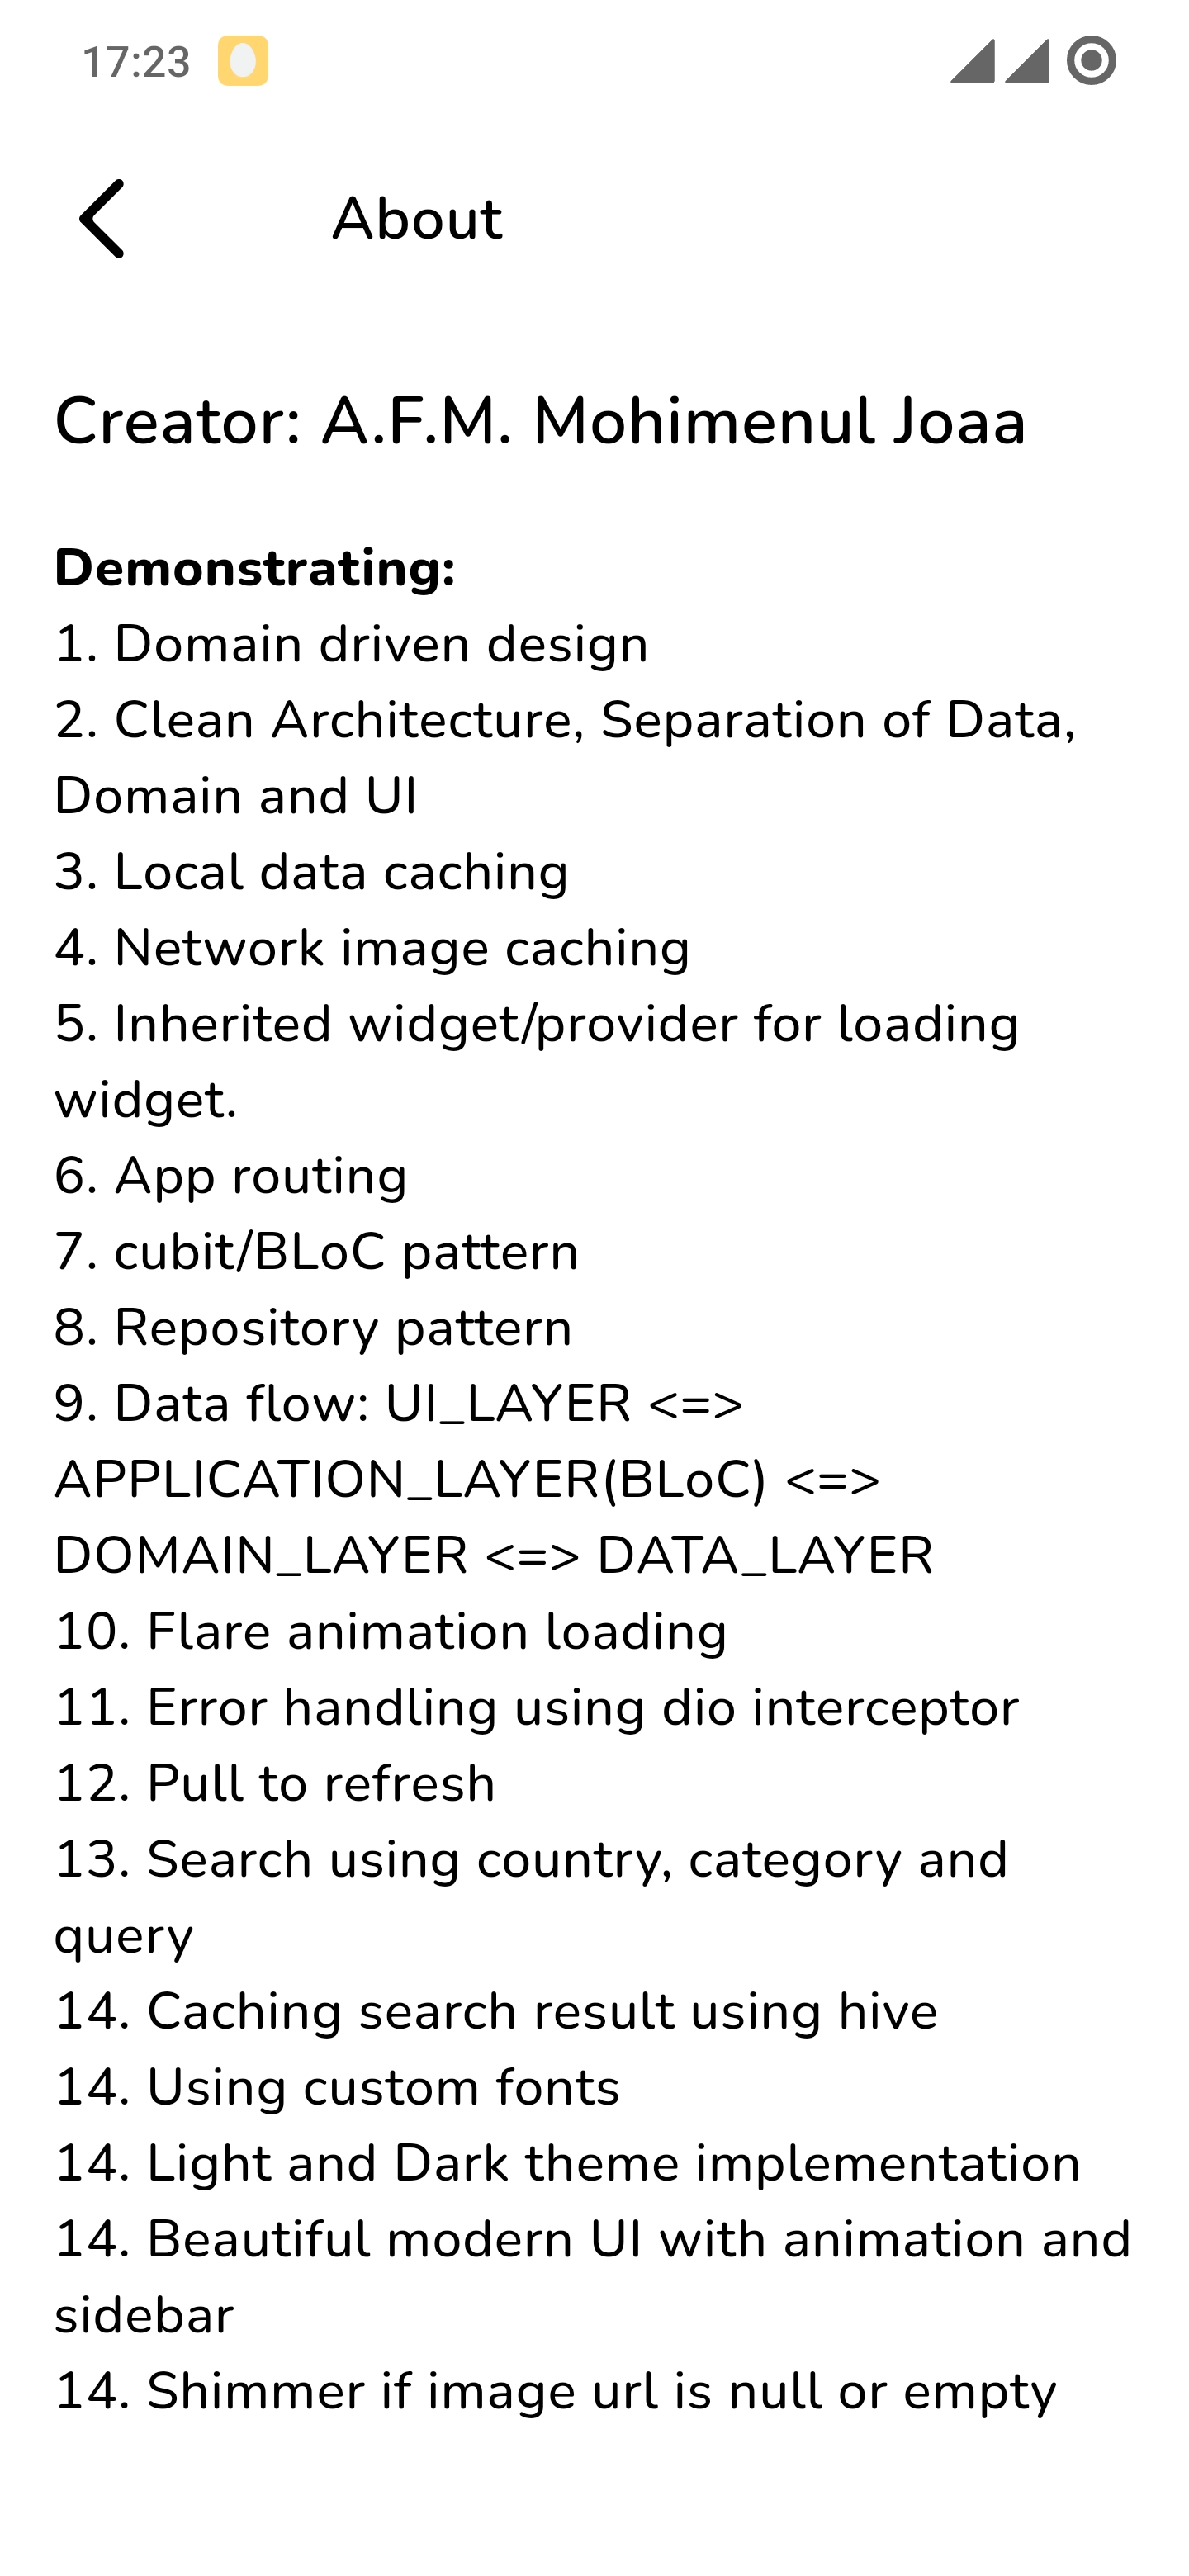 17:23
About
Creator: A.F.M. Mohimenul Joaa
Demonstrating:
1. Domain driven design
2. Clean Architecture, Separation of Data,
Domain and UI
3. Local data caching
4. Network image caching
5. Inherited widget/provider for loading
widget.
6. App routing
7. cubit/BLoC pattern
8. Repository pattern
9. Data flow: UI_LAYER <=>
APPLICATION_LAYER(BLoC) <=>
DOMAIN_LAYER <=> DATA_LAYER
10. Flare animation loading
11. Error handling using dio interceptor
12. Pull to refresh
13. Search using country, category and
query
14. Caching search result using hive
14. Using custom fonts
14. Light and Dark theme implementation
14. Beautiful modern UI with animation and
sidebar
14. Shimmer if image url is null or empty